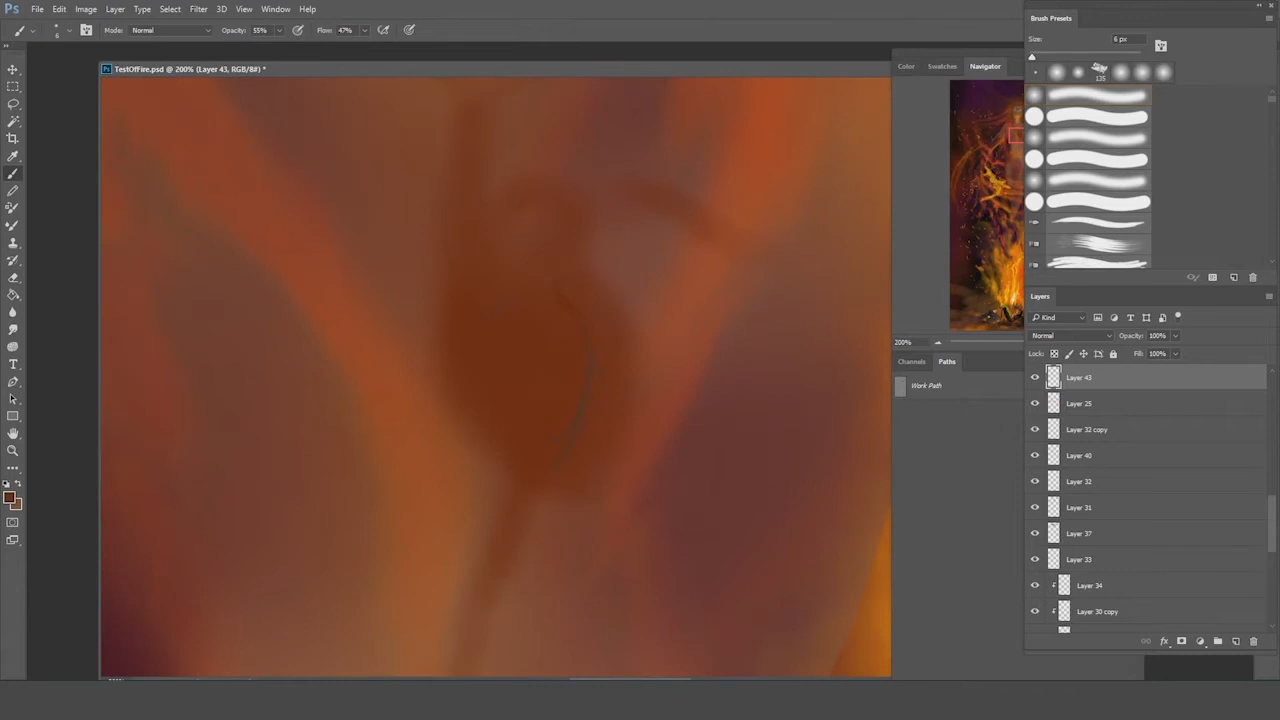 Ps File Edit Image Layer Type Select Filter 3D View Window Help
6 Mode: Normal Opacity: 55% Flow: 47%
TestOfFire.psd @ 200% (Layer 43, RGB/8#) *
Color Swatches Navigator
200%
Channels Paths
Work Path
Brush Presets
Size: 6 px
135
Layers
Kind
Normal Opacity: 100%
Lock: Fill: 100%
Layer 43
Layer 25
Layer 32 copy
Layer 40
Layer 32
Layer 31
Layer 37
Layer 33
Layer 34
Layer 30 copy